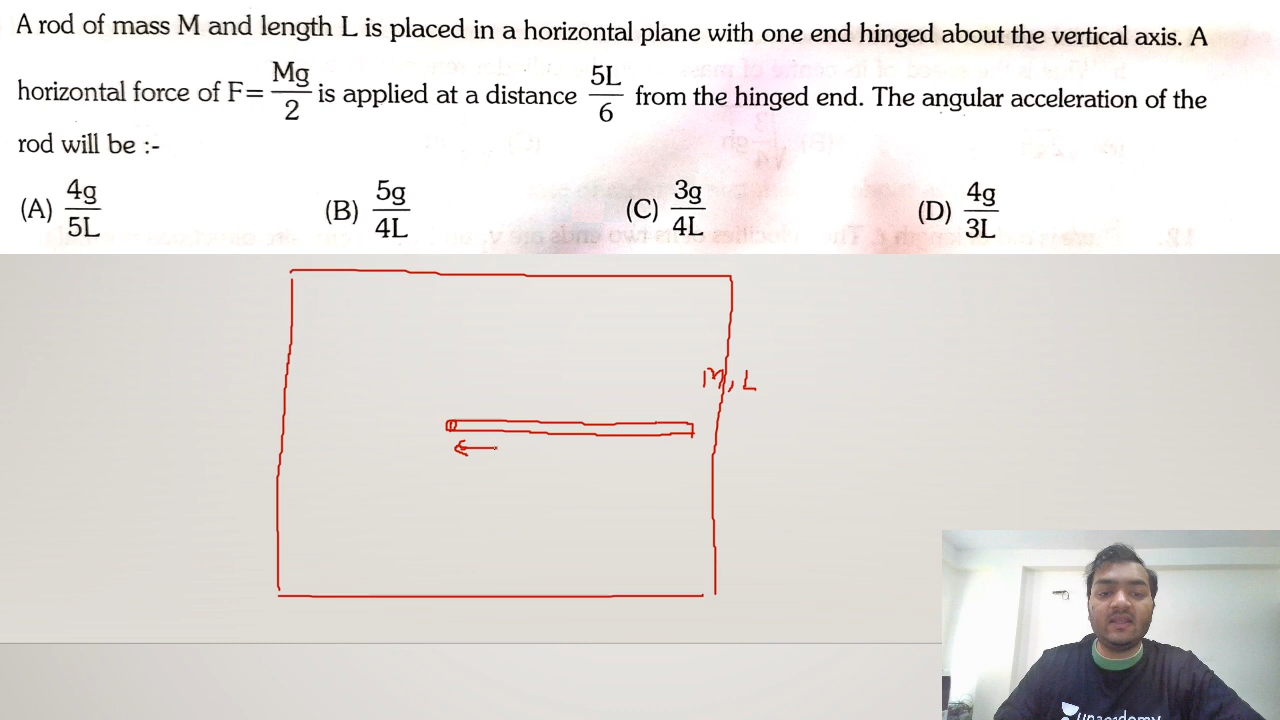 A rod of mass M and length L is placed in a horizontal plane with one end hinged about the vertical axis. A
horizontal force of F= Mg/2 is applied at a distance 5L/6 from the hinged end. The angular acceleration of the
rod will be :-
(A) 4g/5L (B) 5g/4L (C) 3g/4L (D) 4g/3L
M, L